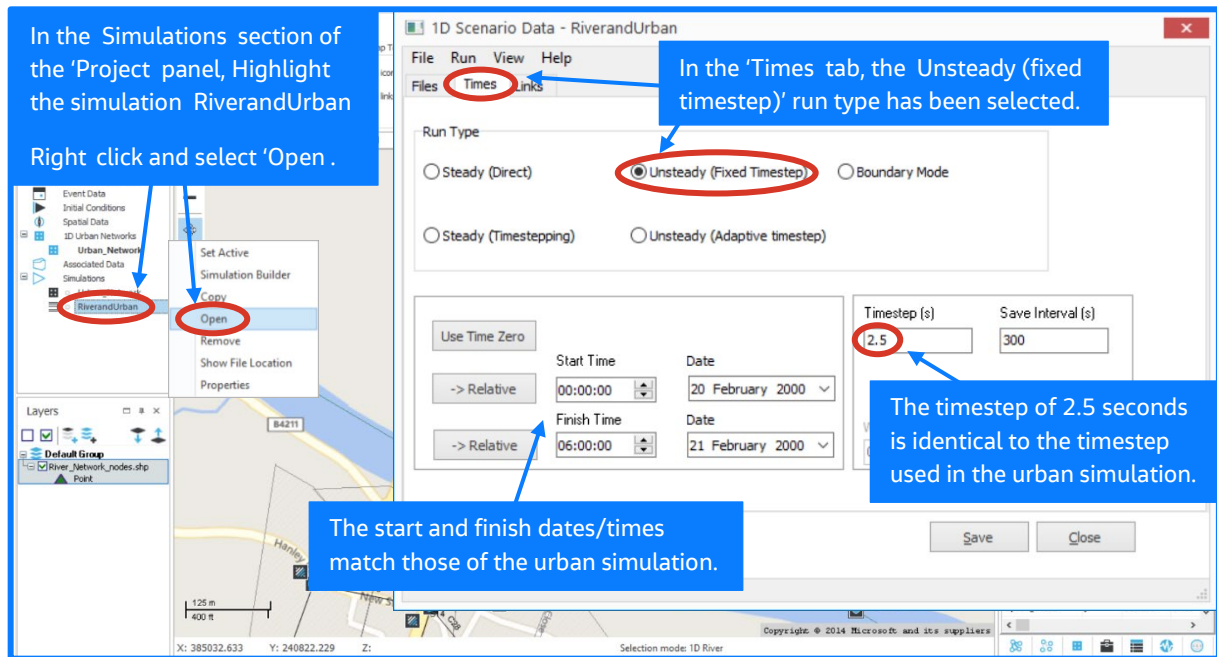 In the Simulations section of
the 'Project panel, Highlight
the simulation RiverandUrban
Right click and select 'Open .
1D Scenario Data - RiverandUrban
File Run View Help
Files Times Links
In the 'Times tab, the Unsteady (fixed
timestep)' run type has been selected.
Run Type
Steady (Direct)
Unsteady (Fixed Timestep)
Boundary Mode
Steady (Timestepping)
Unsteady (Adaptive timestep)
Event Data
Initial Conditions
Spatial Data
1D Urban Networks
Urban_Network
Associated Data
Simulations
RiverandUrban
Set Active
Simulation Builder
Copy
Open
Remove
Show File Location
Properties
Use Time Zero
Start Time
Date
-> Relative
00:00:00
20 February 2000
Finish Time
Date
-> Relative
06:00:00
21 February 2000
Timestep (s)
Save Interval (s)
2.5
300
The timestep of 2.5 seconds
is identical to the timestep
used in the urban simulation.
The start and finish dates/times
match those of the urban simulation.
Save
Close
Layers
Default Group
River_Network_nodes.shp
Point
B4211
Hanley
New S
125 m
400 ft
Copyright © 2014 Microsoft and its suppliers
X: 385032.633 Y: 240822.229 Z:
Selection mode: 1D River